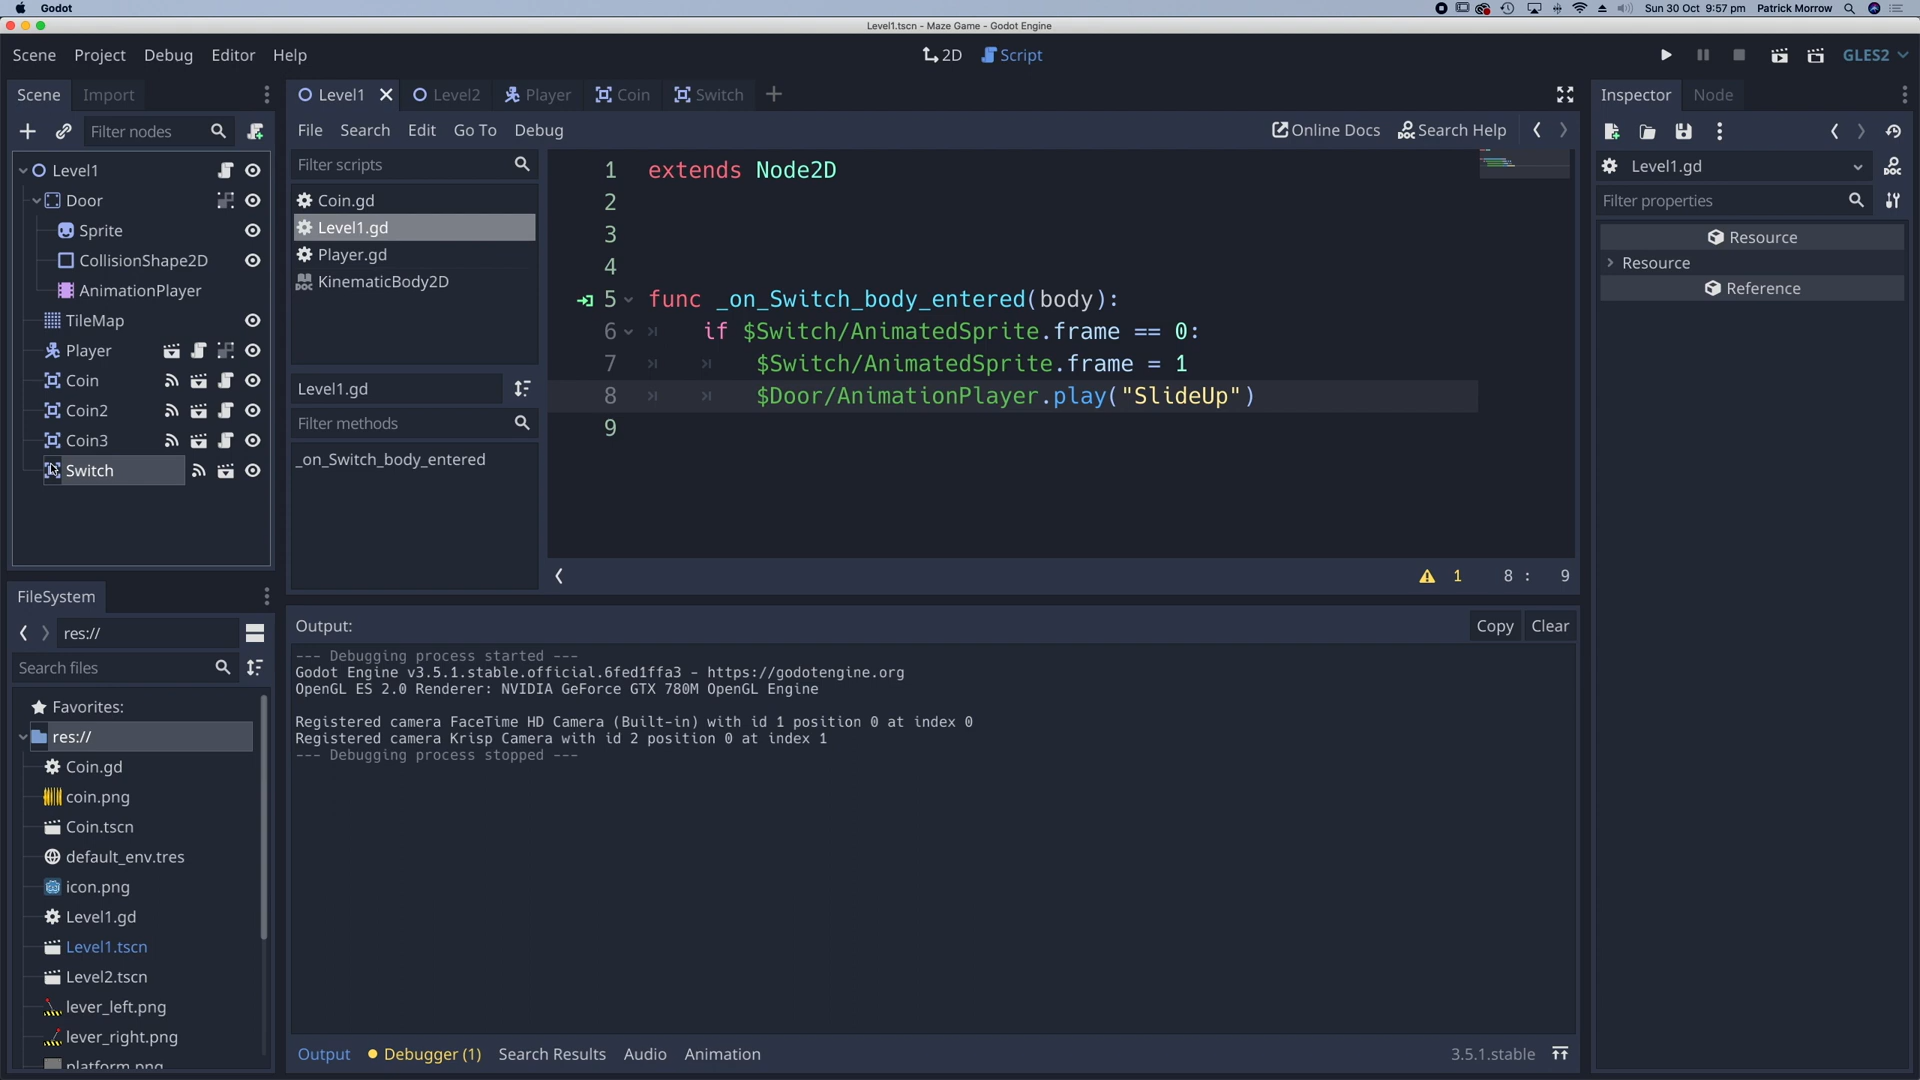 Godot
Sun 30 Oct 9:57 pm Patrick Morrow
Level1.tscn - Maze Game - Godot Engine
Scene Project Debug Editor Help
2D Script
GLES2
Scene Import
Level1 Level2 Player Coin Switch
Inspector Node
Filter nodes
File Search Edit Go To Debug
Online Docs Search Help
Level1
Door
Sprite
CollisionShape2D
AnimationPlayer
TileMap
Player
Coin
Coin2
Coin3
Switch
Filter scripts
Coin.gd
Level1.gd
Player.gd
KinematicBody2D
Level1.gd
Filter methods
_on_Switch_body_entered
1 extends Node2D
2
3
4
5 func _on_Switch_body_entered(body):
6 if $Switch/AnimatedSprite.frame == 0:
7 $Switch/AnimatedSprite.frame = 1
8 $Door/AnimationPlayer.play("SlideUp")
9
1 8 : 9
Level1.gd
Filter properties
Resource
Resource
Reference
FileSystem
res://
Search files
Favorites:
res://
Coin.gd
coin.png
Coin.tscn
default_env.tres
icon.png
Level1.gd
Level1.tscn
Level2.tscn
lever_left.png
lever_right.png
platform.png
Output:
Copy Clear
--- Debugging process started ---
Godot Engine v3.5.1.stable.official.6fed1ffa3 - https://godotengine.org
OpenGL ES 2.0 Renderer: NVIDIA GeForce GTX 780M OpenGL Engine
Registered camera FaceTime HD Camera (Built-in) with id 1 position 0 at index 0
Registered camera Krisp Camera with id 2 position 0 at index 1
--- Debugging process stopped ---
Output Debugger (1) Search Results Audio Animation
3.5.1.stable